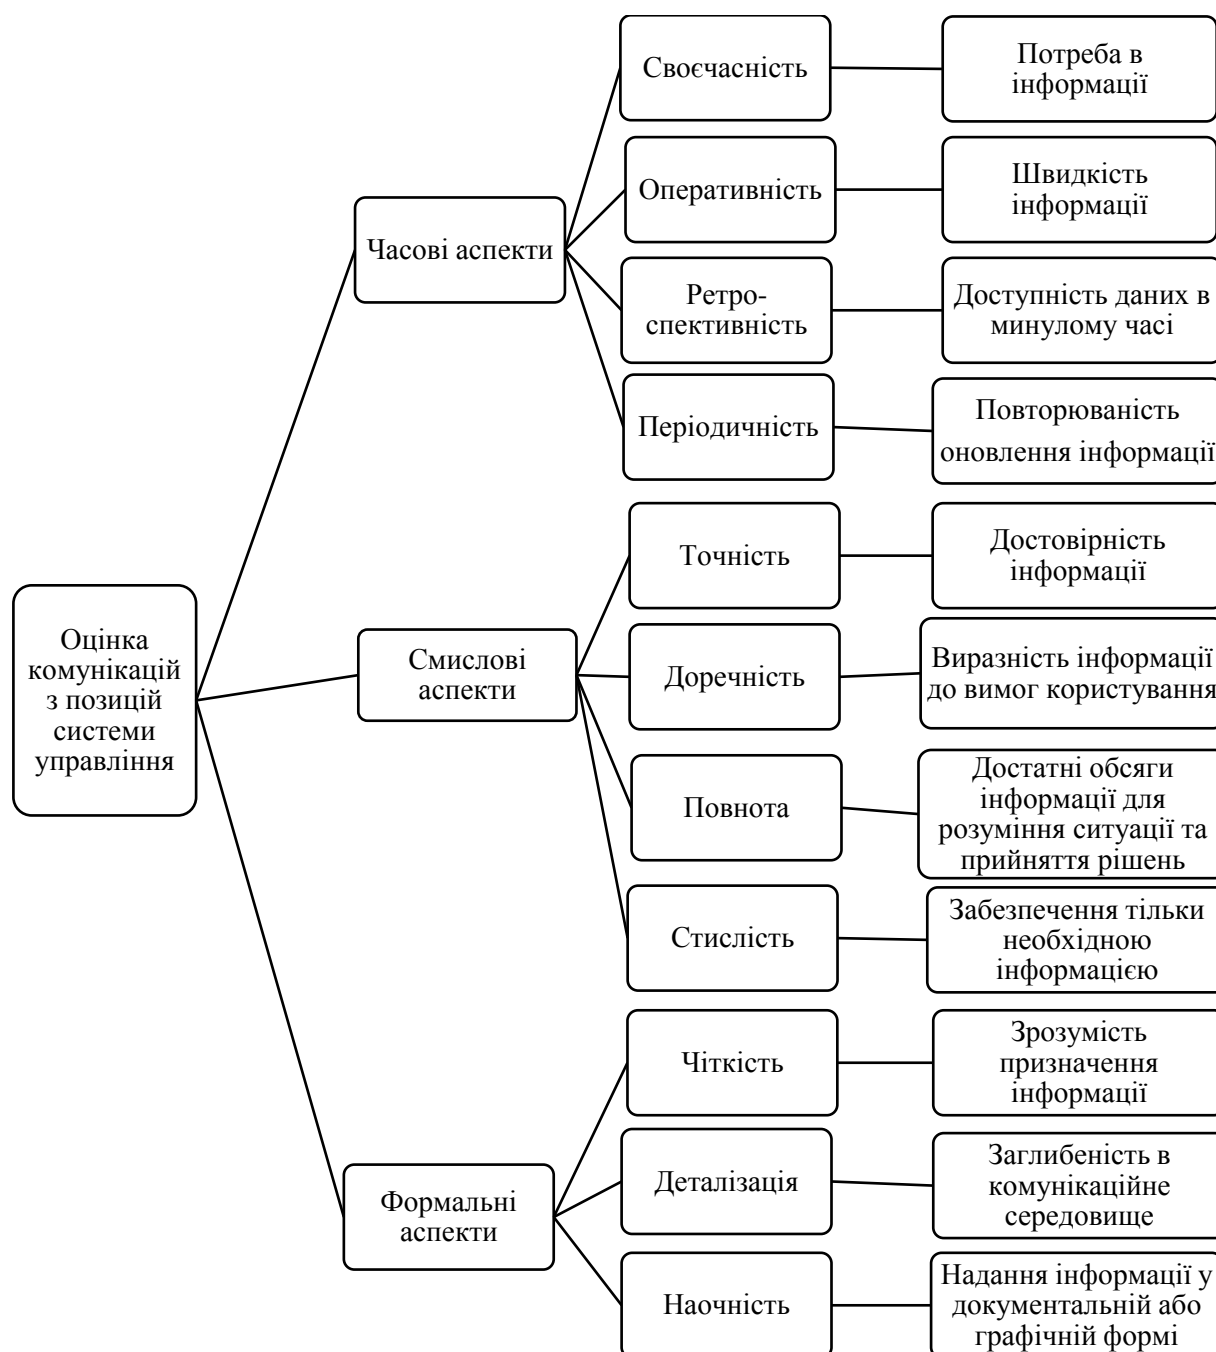 Оцінка
комунікацій
з позицій
системи
управління
Часові аспекти
Своєчасність
Потреба в
інформації
Оперативність
Швидкість
інформації
Ретро-
спективність
Доступність даних в
минулому часі
Періодичність
Повторюваність
оновлення інформації
Смислові
аспекти
Точність
Достовірність
інформації
Доречність
Виразність інформації
до вимог користування
Повнота
Достатні обсяги
інформації для
розуміння ситуації та
прийняття рішень
Стислість
Забезпечення тільки
необхідною
інформацією
Формальні
аспекти
Чіткість
Зрозумість
призначення
інформації
Деталізація
Заглибеність в
комунікаційне
середовище
Наочність
Надання інформації у
документальній або
графічній формі